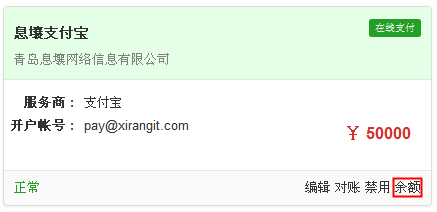 息壤支付宝 在线支付
青岛息壤网络信息有限公司
服务商： 支付宝
开户帐号： pay@xirangit.com
￥ 50000
正常 编辑 对账 禁用 余额